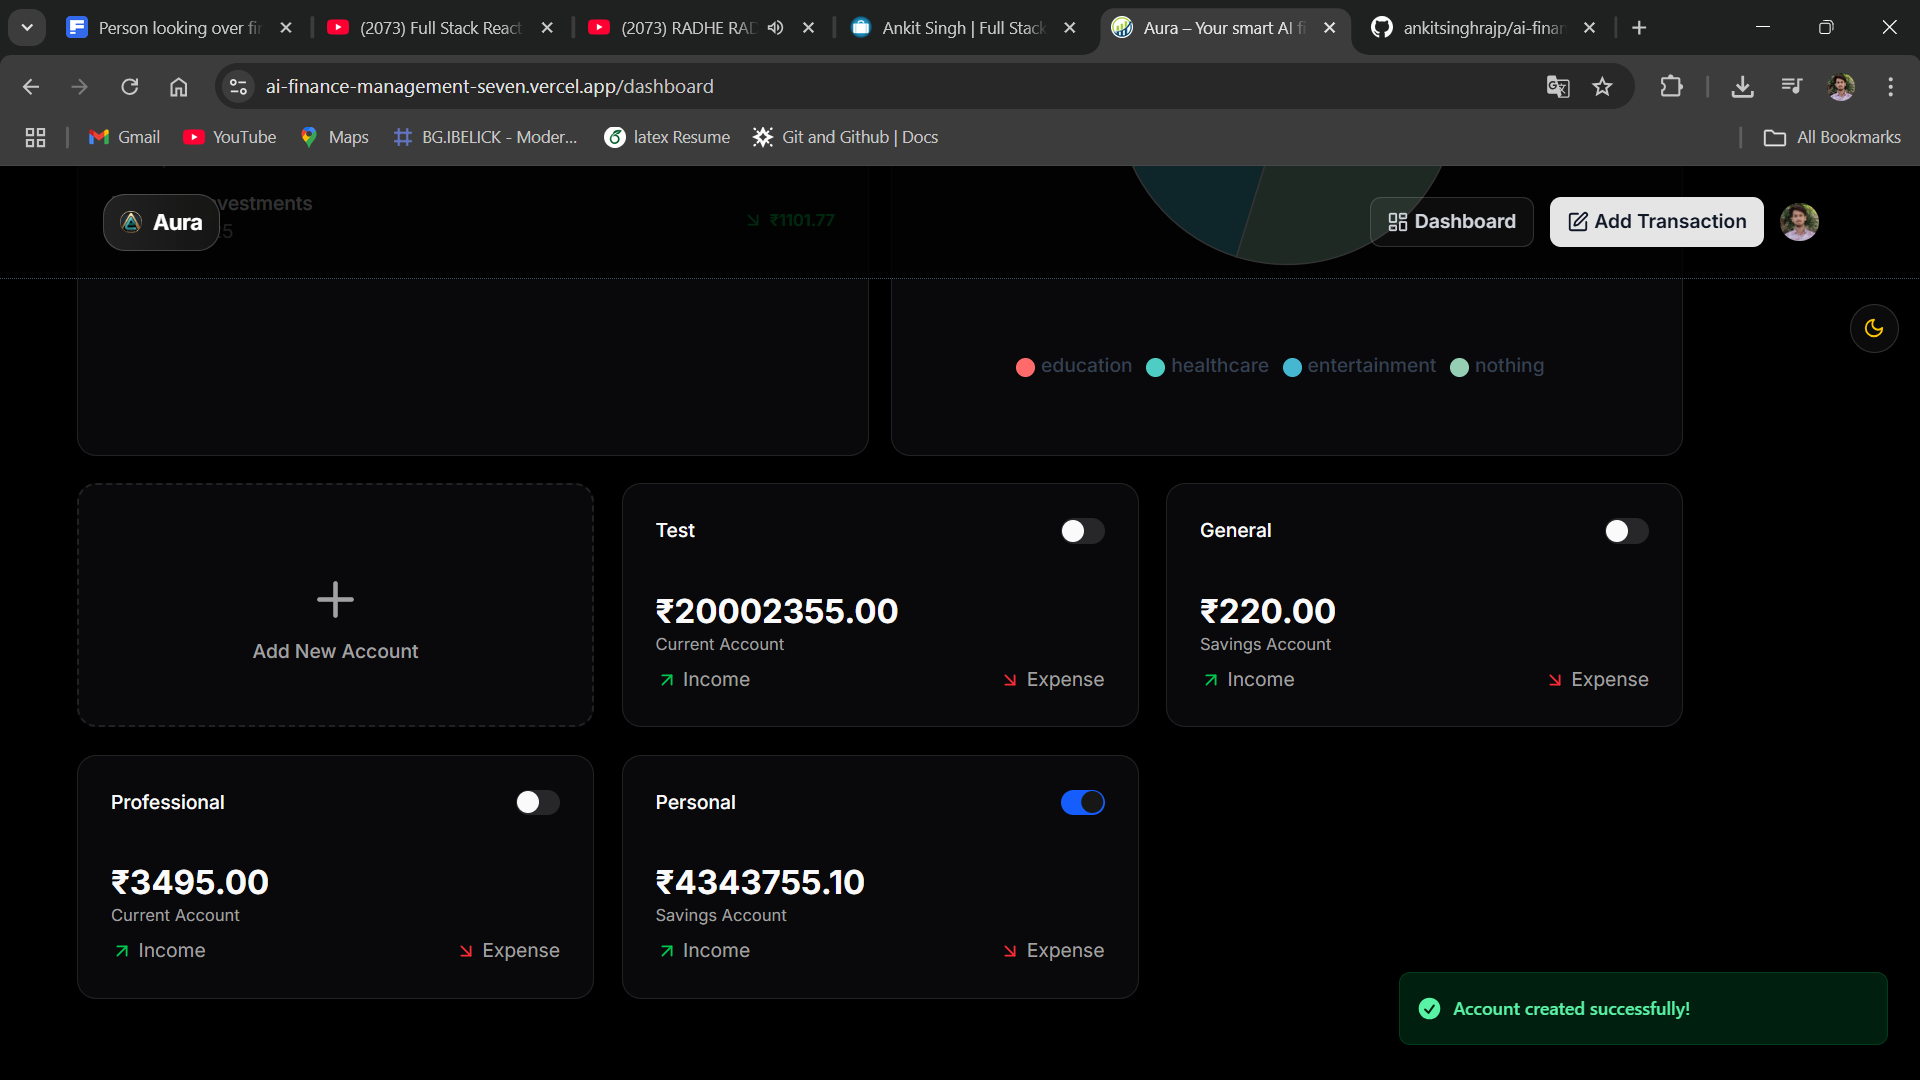 Person looking over fi
(2073) Full Stack React
(2073) RADHE RAD
Ankit Singh | Full Stack
Aura – Your smart AI fi
ankitsinghrajp/ai-finan
ai-finance-management-seven.vercel.app/dashboard
Gmail
YouTube
Maps
BG.IBELICK - Moder...
latex Resume
Git and Github | Docs
All Bookmarks
Aura
vestments
5
₹1101.77
Dashboard
Add Transaction
education
healthcare
entertainment
nothing
Add New Account
Test
₹20002355.00
Current Account
Income
Expense
General
₹220.00
Savings Account
Income
Expense
Professional
₹3495.00
Current Account
Income
Expense
Personal
₹4343755.10
Savings Account
Income
Expense
Account created successfully!